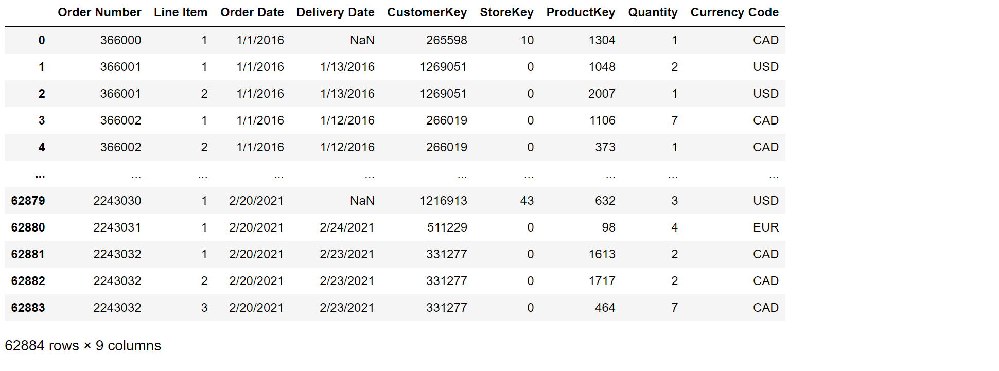 Order Number Line Item Order Date Delivery Date CustomerKey StoreKey ProductKey Quantity Currency Code
0 366000 1 1/1/2016 NaN 265598 10 1304 1 CAD
1 366001 1 1/1/2016 1/13/2016 1269051 0 1048 2 USD
2 366001 2 1/1/2016 1/13/2016 1269051 0 2007 1 USD
3 366002 1 1/1/2016 1/12/2016 266019 0 1106 7 CAD
4 366002 2 1/1/2016 1/12/2016 266019 0 373 1 CAD
... ... ... ... ... ... ... ... ... ...
62879 2243030 1 2/20/2021 NaN 1216913 43 632 3 USD
62880 2243031 1 2/20/2021 2/24/2021 511229 0 98 4 EUR
62881 2243032 1 2/20/2021 2/23/2021 331277 0 1613 2 CAD
62882 2243032 2 2/20/2021 2/23/2021 331277 0 1717 2 CAD
62883 2243032 3 2/20/2021 2/23/2021 331277 0 464 7 CAD
62884 rows × 9 columns